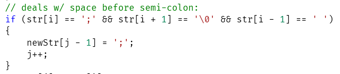 // deals w/ space before semi-colon:
if (str[i] == ';' && str[i + 1] == '\0' && str[i - 1] == ' ')
{
newStr[j - 1] = ';';
j++;
}